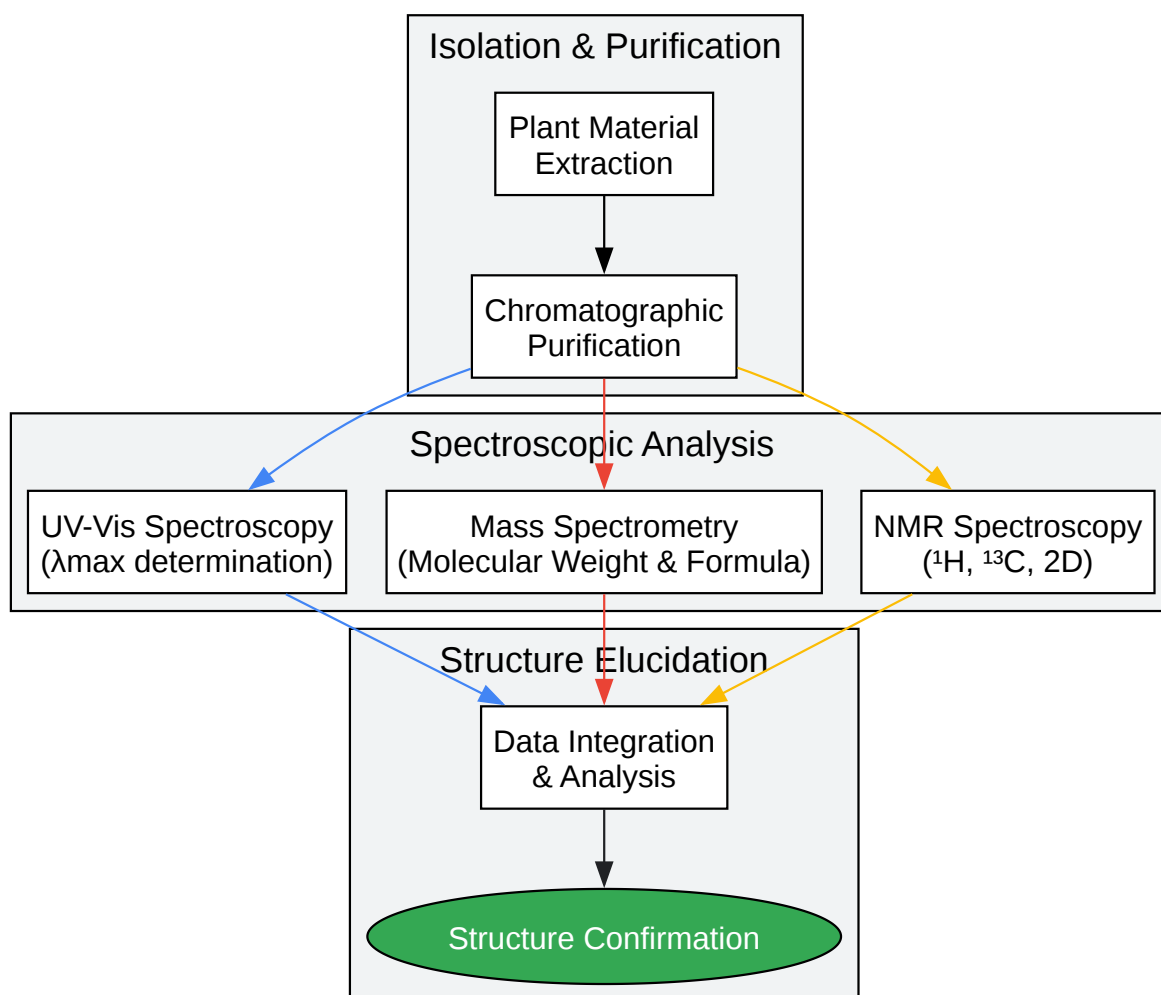 Isolation & Purification
Plant Material
Extraction
Chromatographic
Purification
Spectroscopic Analysis
UV-Vis Spectroscopy
(λmax determination)
Mass Spectrometry
(Molecular Weight & Formula)
NMR Spectroscopy
(¹H, ¹³C, 2D)
Structure Elucidation
Data Integration
& Analysis
Structure Confirmation